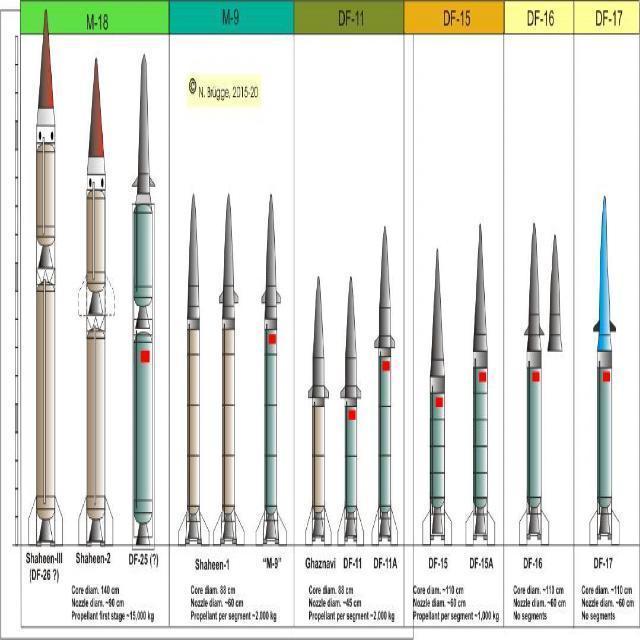 M-18
M-9
DF-11
DF-15
DF-16
DF-17
© N. Brügge, 2015-20
Shaheen-III
(DF-26 ?)
Shaheen-2
DF-25 (?)
Shaheen-1
"M-9"
Ghaznavi
DF-11
DF-11A
DF-15
DF-15A
DF-16
DF-17
Core diam. 140 cm
Nozzle diam. ~90 cm
Propellant first stage ~15,000 kg
Core diam. 88 cm
Nozzle diam. ~60 cm
Propellant per segment ~2,000 kg
Core diam. 88 cm
Nozzle diam. ~45 cm
Propellant per segment ~2,000 kg
Core diam. ~110 cm
Nozzle diam. ~60 cm
Propellant per segment ~1,000 kg
Core diam. ~110 cm
Nozzle diam. ~60 cm
No segments
Core diam. ~110 cm
Nozzle diam. ~60 cm
No segments